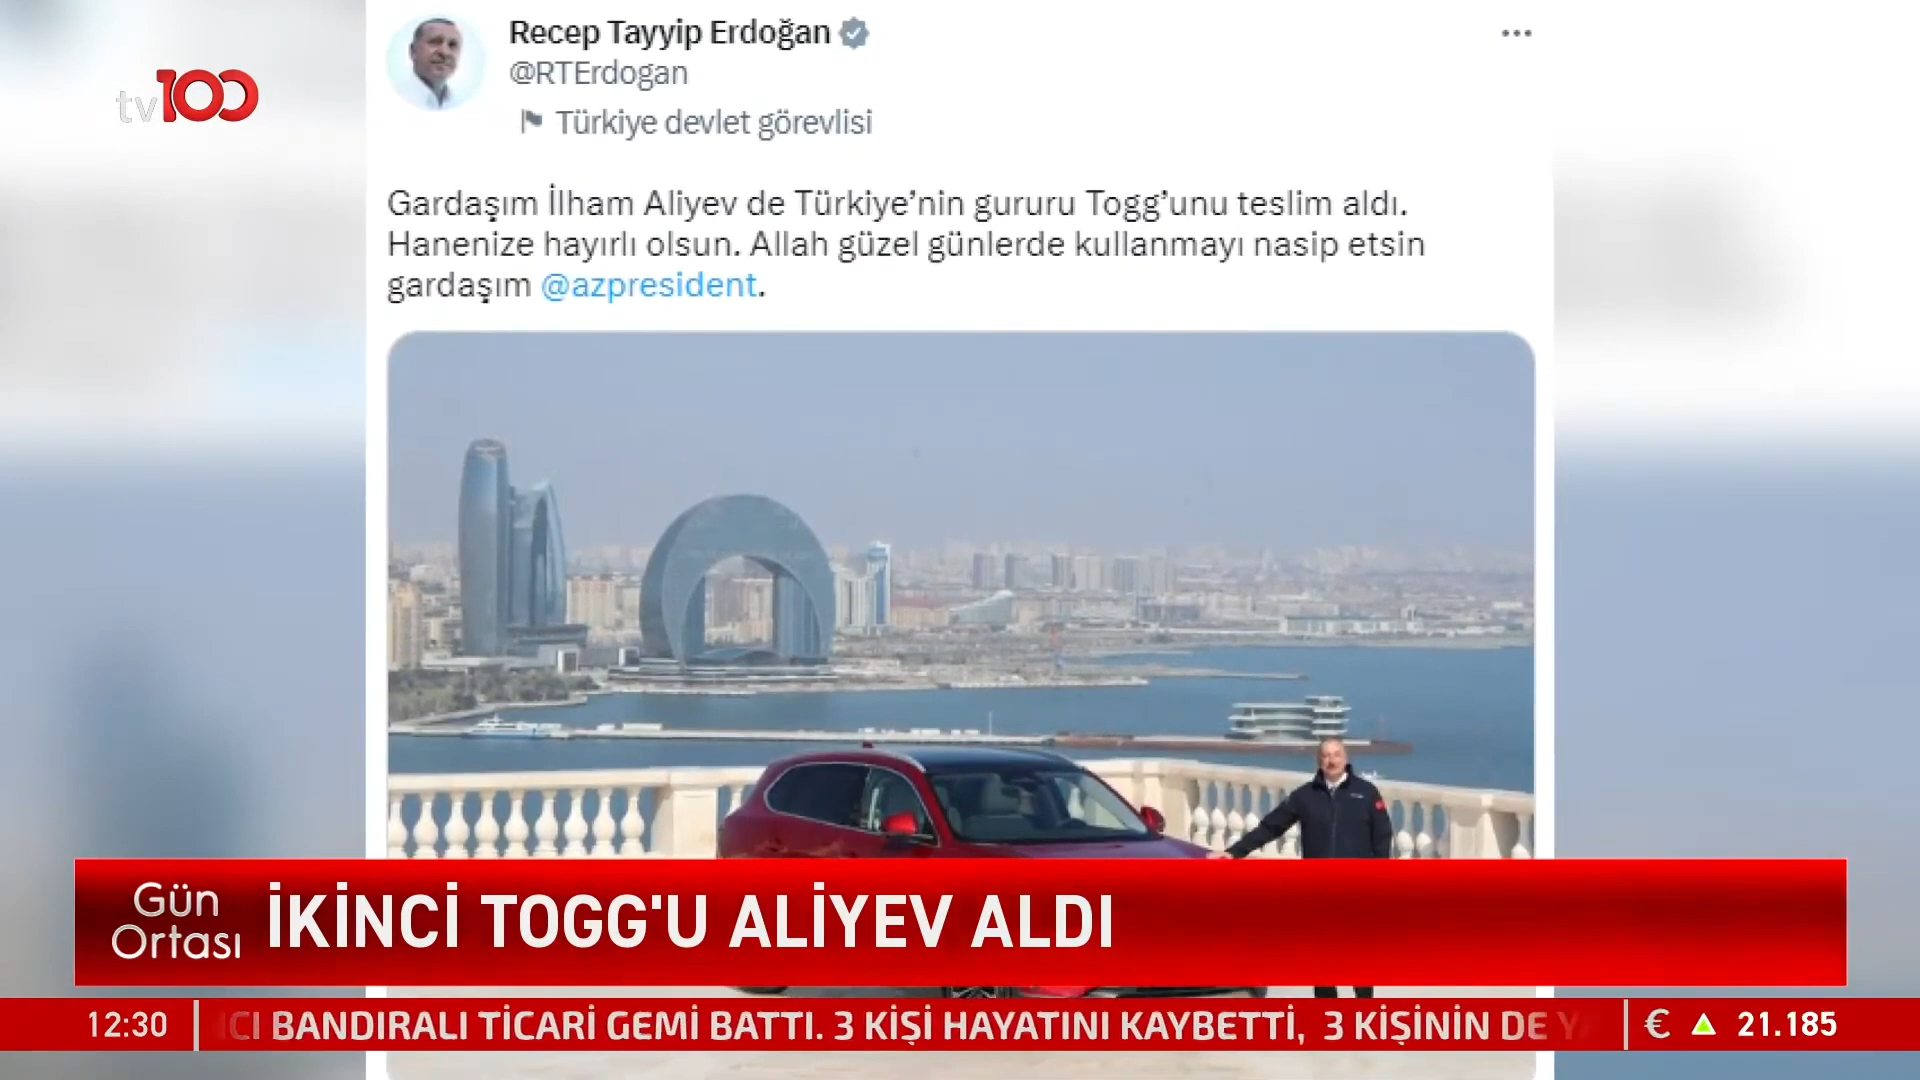 Recep Tayyip Erdoğan
@RTErdogan
Türkiye devlet görevlisi
tv100
Gardaşım İlham Aliyev de Türkiye’nin gururu Togg’unu teslim aldı.
Hanenize hayırlı olsun. Allah güzel günlerde kullanmayı nasip etsin
gardaşım @azpresident.
Gün
Ortası
İKİNCİ TOGG'U ALİYEV ALDI
12:30
BANDIRALI TİCARİ GEMİ BATTI. 3 KİŞİ HAYATINI KAYBETTİ, 3 KİŞİNİN DE
€ ▲ 21.185